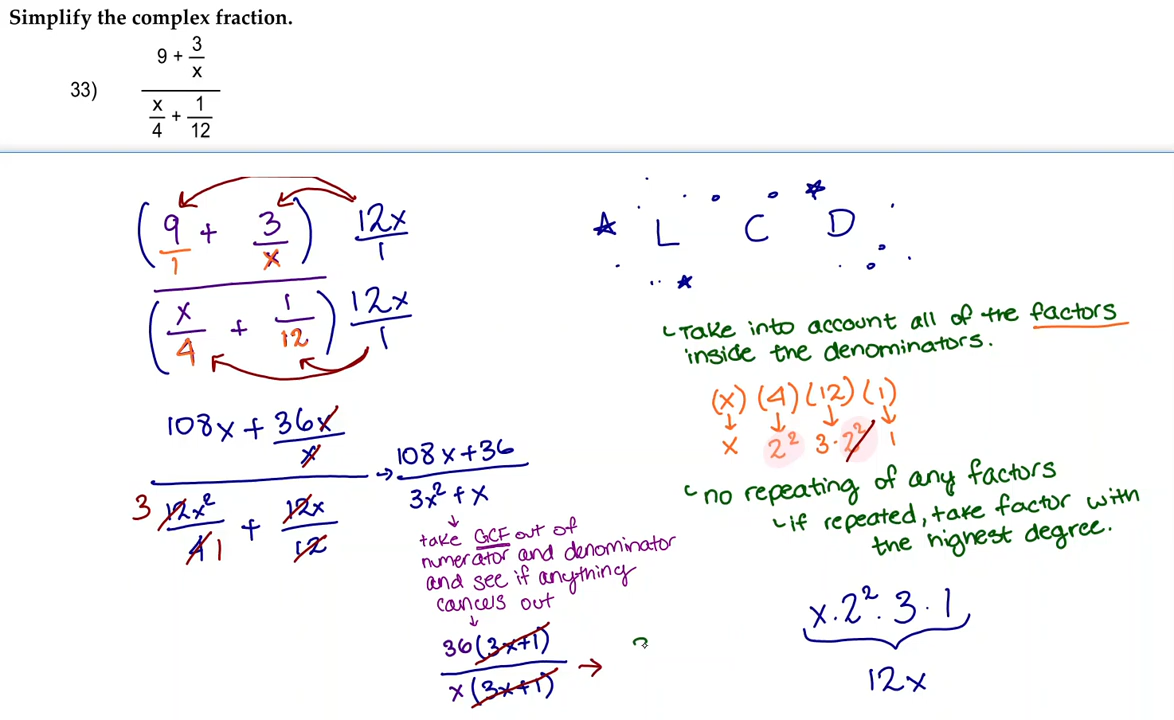 Simplify the complex fraction.
33)
9 + 3/x
x/4 + 1/12
(9/1 + 3/x) 12x/1
(x/4 + 1/12) 12x/1
108x + 36x/x
3 12x²/4 1 + 12x/12
→ 108x+36
3x² + x
take GCF out of
numerator and denominator
and see if anything
cancels out
36(3x+1)
x(3x+1)
→
L C D
Take into account all of the factors
inside the denominators.
(x) (4) (12) (1)
x 2² 3·2² 1
no repeating of any factors
if repeated, take factor with
the highest degree.
x·2²·3·1
12x